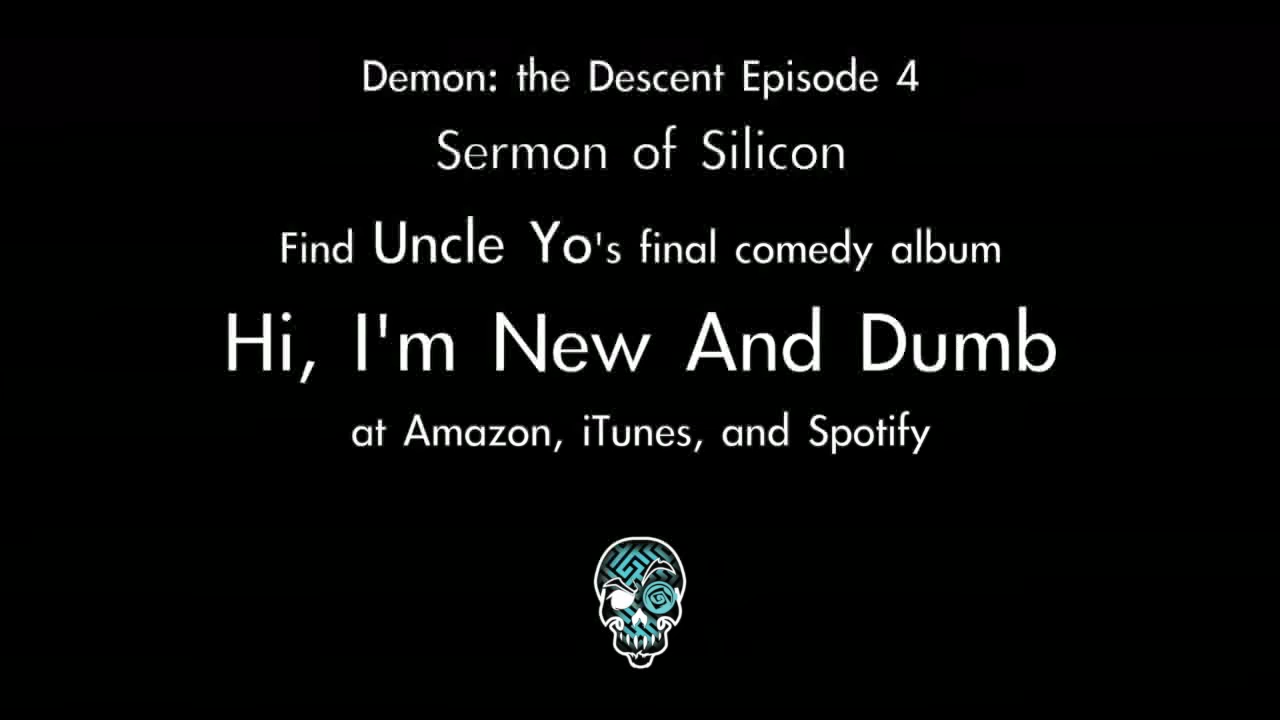 Demon: the Descent Episode 4
Sermon of Silicon
Find Uncle Yo's final comedy album
Hi, I'm New And Dumb
at Amazon, iTunes, and Spotify